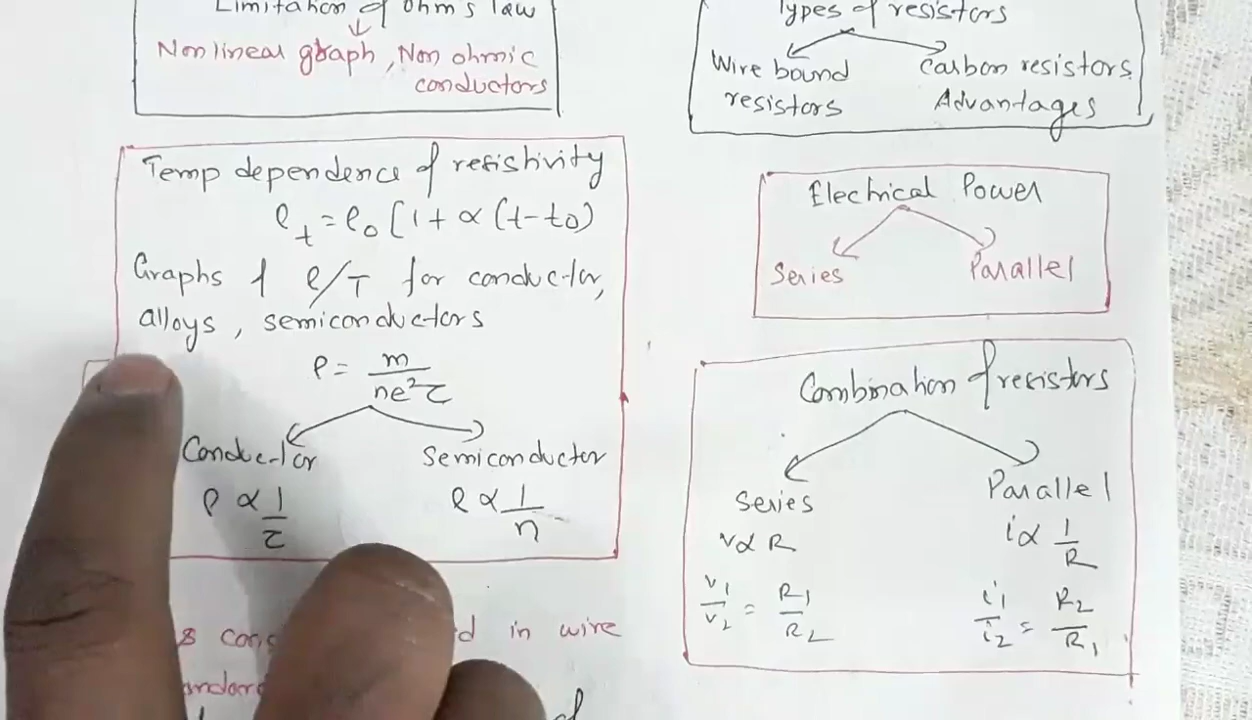 Limitation of ohm's law
Nonlineal graph, Non ohmic
conductors
Types of resistors
Wire bound
resistors
Carbon resistors
Advantages
Temp dependence of resistivity
ρt = ρ0 [1 + α (t-t0)
Graphs of ρ/T for conductor,
alloys, semiconductors
ρ = m/ne²τ
Conductor
Semiconductor
ρ ∝ 1/τ
ρ ∝ 1/n
Electrical Power
Series
Parallel
Combination of resistors
Series
Parallel
V∝ R
i∝ 1/R
V1/V2 = R1/R2
i1/i2 = R2/R1
in wire